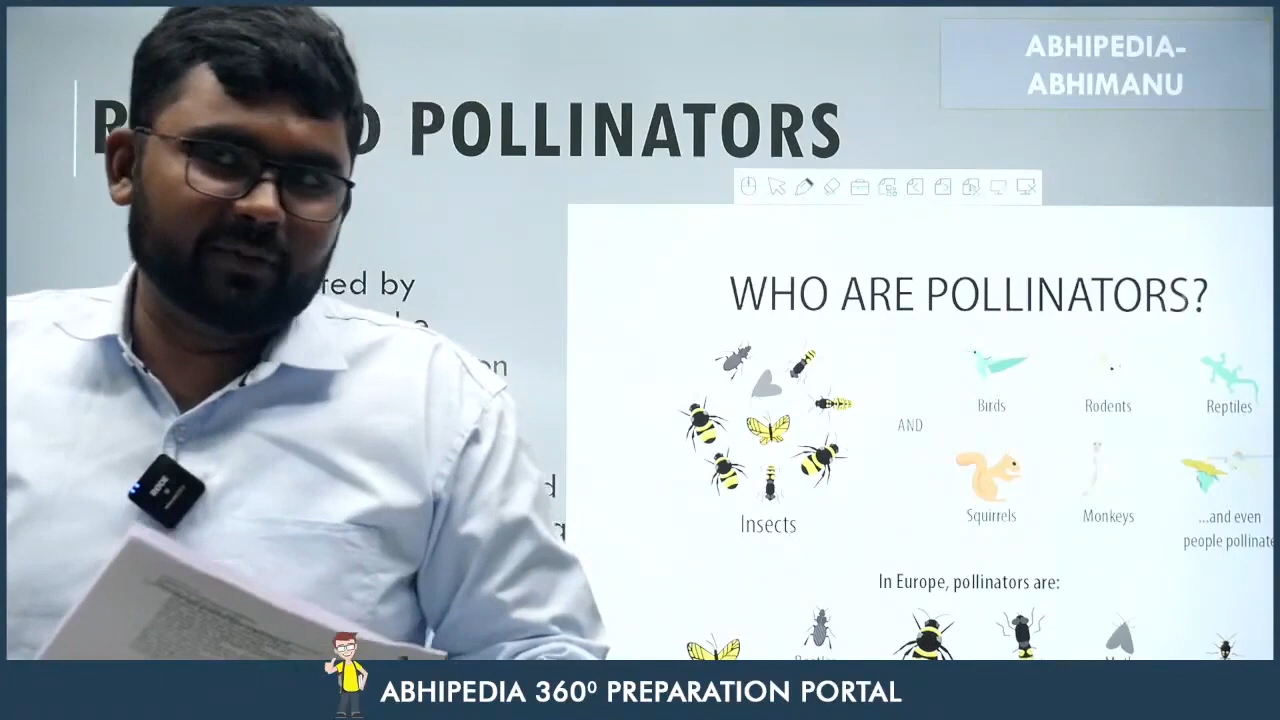 ABHIPEDIA-
ABHIMANU
POLLINATORS
WHO ARE POLLINATORS?
by
Birds
Rodents
Reptiles
AND
Insects
Squirrels
Monkeys
...and even
people pollinate
In Europe, pollinators are:
RODE
ABHIPEDIA 360⁰ PREPARATION PORTAL